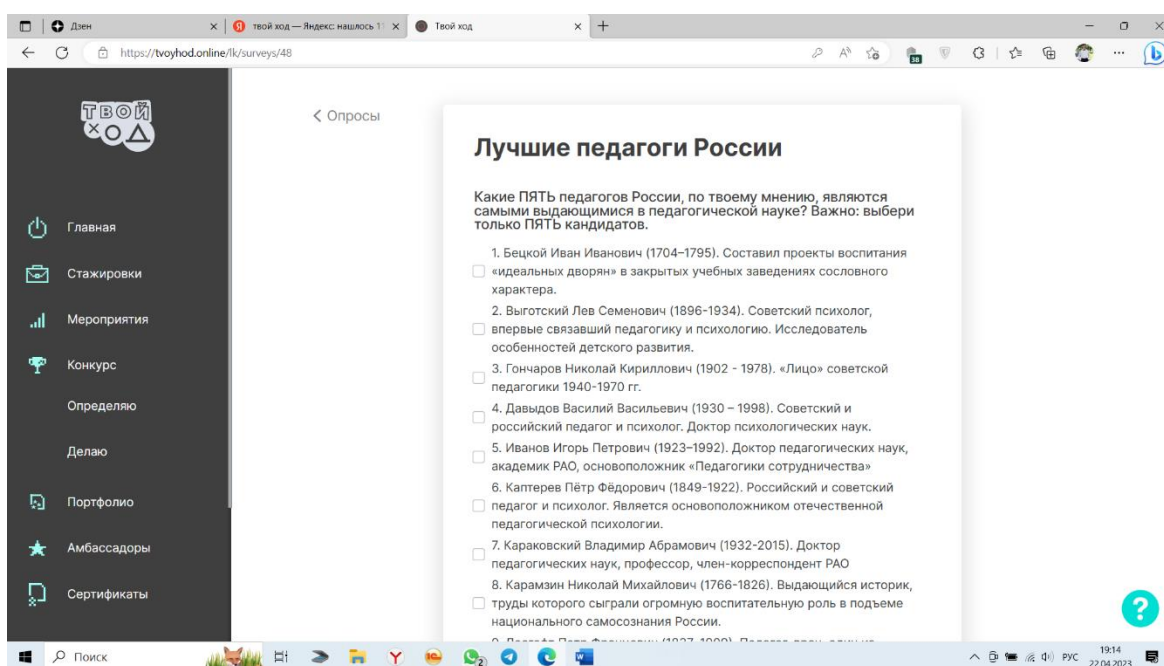 Дзен
твой ход — Яндекс: нашлось 1
Твой ход
https://tvoyhod.online/lk/surveys/48
38
ТВОЙ
ХОД
Главная
Стажировки
Мероприятия
Конкурс
Определяю
Делаю
Портфолио
Амбассадоры
Сертификаты
Опросы
Лучшие педагоги России
Какие ПЯТЬ педагогов России, по твоему мнению, являются
самыми выдающимися в педагогической науке? Важно: выбери
только ПЯТЬ кандидатов.
1. Бецкой Иван Иванович (1704–1795). Составил проекты воспитания
«идеальных дворян» в закрытых учебных заведениях сословного
характера.
2. Выготский Лев Семенович (1896-1934). Советский психолог,
впервые связавший педагогику и психологию. Исследователь
особенностей детского развития.
3. Гончаров Николай Кириллович (1902 - 1978). «Лицо» советской
педагогики 1940-1970 гг.
4. Давыдов Василий Васильевич (1930 – 1998). Советский и
российский педагог и психолог. Доктор психологических наук.
5. Иванов Игорь Петрович (1923–1992). Доктор педагогических наук,
академик РАО, основоположник «Педагогики сотрудничества»
6. Каптерев Пётр Фёдорович (1849-1922). Российский и советский
педагог и психолог. Является основоположником отечественной
педагогической психологии.
7. Караковский Владимир Абрамович (1932-2015). Доктор
педагогических наук, профессор, член-корреспондент РАО
8. Карамзин Николай Михайлович (1766-1826). Выдающийся историк,
труды которого сыграли огромную воспитательную роль в подъеме
национального самосознания России.
?
Поиск
РУС
19:14
22.04.2023